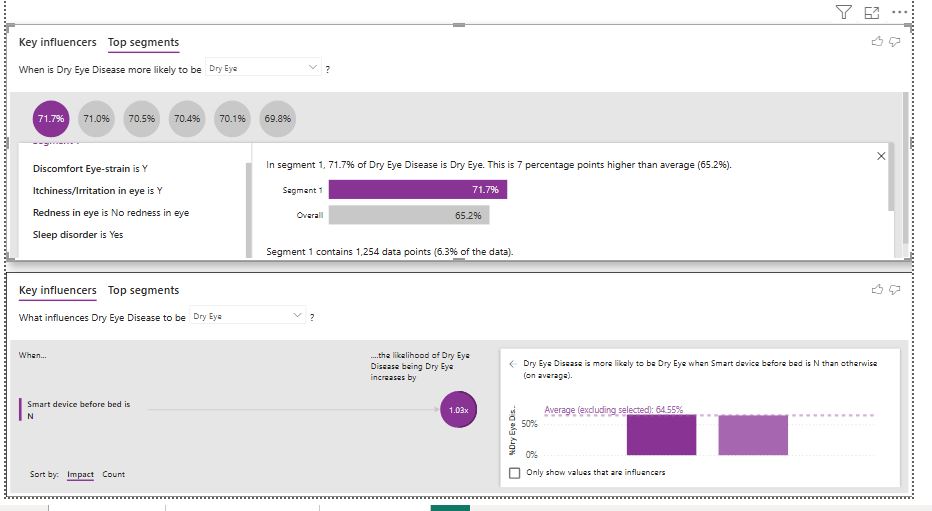 Key influencers Top segments
When is Dry Eye Disease more likely to be Dry Eye ?
71.7% 71.0% 70.5% 70.4% 70.1% 69.8%
Discomfort Eye-strain is Y
Itchiness/Irritation in eye is Y
Redness in eye is No redness in eye
Sleep disorder is Yes
In segment 1, 71.7% of Dry Eye Disease is Dry Eye. This is 7 percentage points higher than average (65.2%).
Segment 1 71.7%
Overall 65.2%
Segment 1 contains 1,254 data points (6.3% of the data).
Key influencers Top segments
What influences Dry Eye Disease to be Dry Eye ?
When...
....the likelihood of Dry Eye
Disease being Dry Eye
increases by
Smart device before bed is
N
1.03x
Sort by: Impact Count
Dry Eye Disease is more likely to be Dry Eye when Smart device before bed is N than otherwise
(on average).
%Dry Eye Dis...
Average (excluding selected): 64.55%
50%
0%
Only show values that are influencers